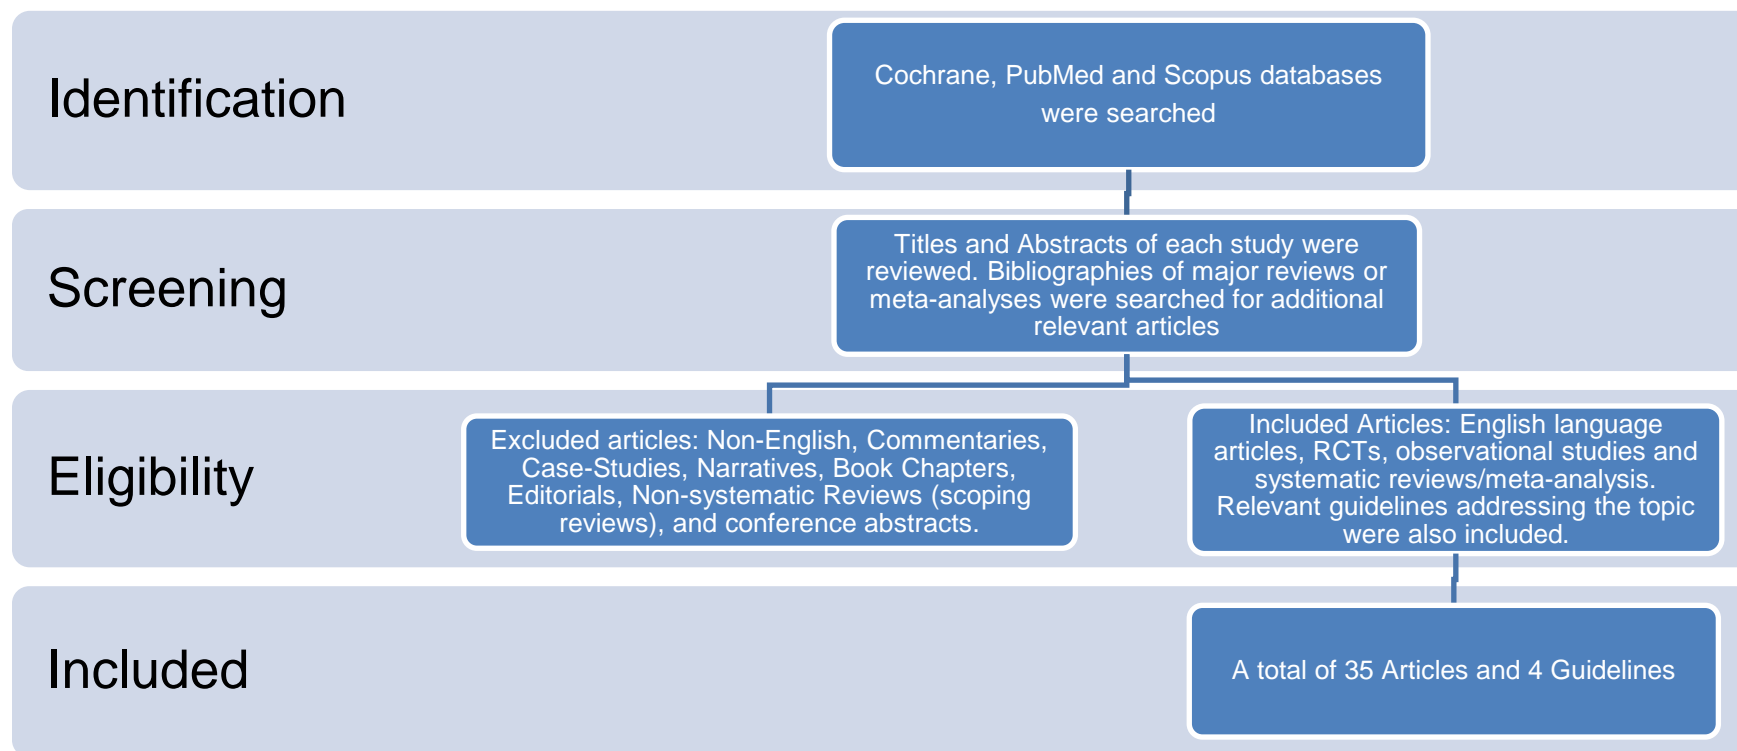 Identification
Cochrane, PubMed and Scopus databases
were searched
Screening
Titles and Abstracts of each study were
reviewed. Bibliographies of major reviews or
meta-analyses were searched for additional
relevant articles
Eligibility
Excluded articles: Non-English, Commentaries,
Case-Studies, Narratives, Book Chapters,
Editorials, Non-systematic Reviews (scoping
reviews), and conference abstracts.
Included Articles: English language
articles, RCTs, observational studies and
systematic reviews/meta-analysis.
Relevant guidelines addressing the topic
were also included.
Included
A total of 35 Articles and 4 Guidelines